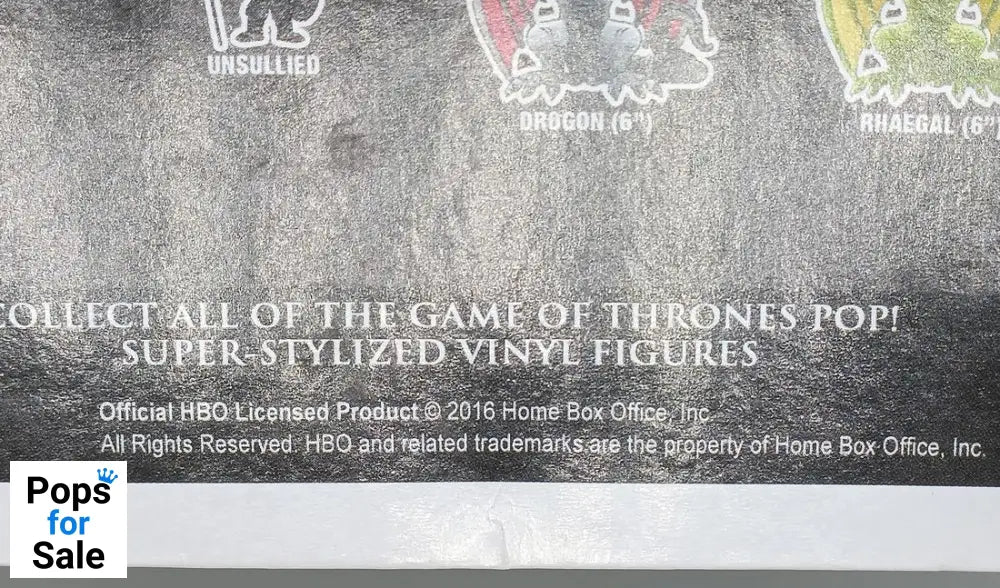 UNSULLIED
DROGON (6")
RHAEGAL (6")
COLLECT ALL OF THE GAME OF THRONES POP!
SUPER-STYLIZED VINYL FIGURES
Official HBO Licensed Product © 2016 Home Box Office, Inc.
All Rights Reserved. HBO and related trademarks are the property of Home Box Office, Inc.
Pops
for
Sale